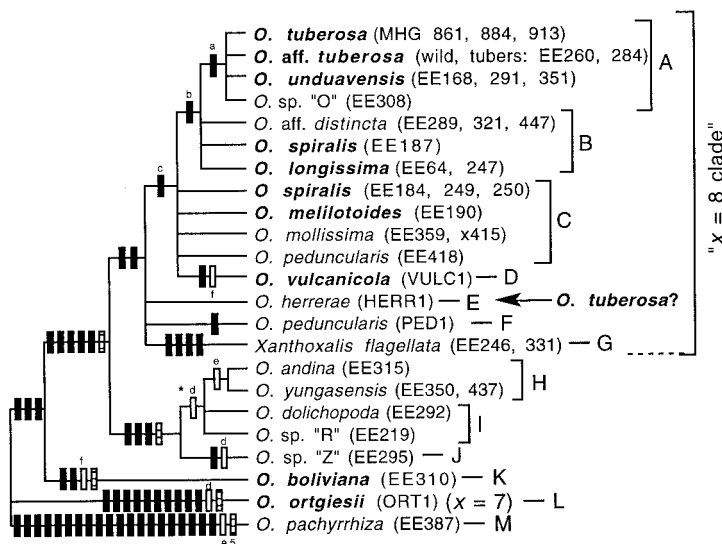 a
O. tuberosa (MHG 861, 884, 913)
O. aff. tuberosa (wild, tubers: EE260, 284)
O. unduavensis (EE168, 291, 351)
O. sp. "O" (EE308)
A
b
O. aff. distincta (EE289, 321, 447)
O. spiralis (EE187)
O. longissima (EE64, 247)
B
c
O. spiralis (EE184, 249, 250)
O. melilotoides (EE190)
O. mollissima (EE359, x415)
O. peduncularis (EE418)
C
"x = 8 clade"
O. vulcanicola (VULC1) — D
f
O. herrerae (HERR1) — E
O. tuberosa?
O. peduncularis (PED1) — F
Xanthoxalis flagellata (EE246, 331) — G
e
O. andina (EE315)
O. yungasensis (EE350, 437)
H
* d
O. dolichopoda (EE292)
O. sp. "R" (EE219)
I
d
O. sp. "Z" (EE295) — J
f
O. boliviana (EE310) — K
d
O. ortgiesii (ORT1) (x = 7) — L
O. pachyrrhiza (EE387) — M
e 5